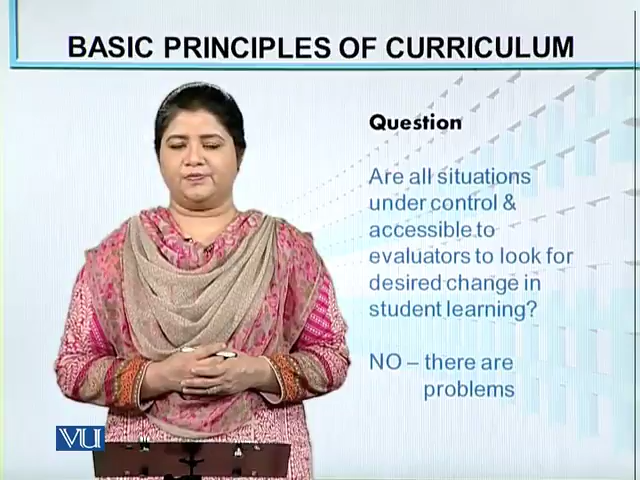 BASIC PRINCIPLES OF CURRICULUM
Question
Are all situations
under control &
accessible to
evaluators to look for
desired change in
student learning?
NO – there are
problems
VU